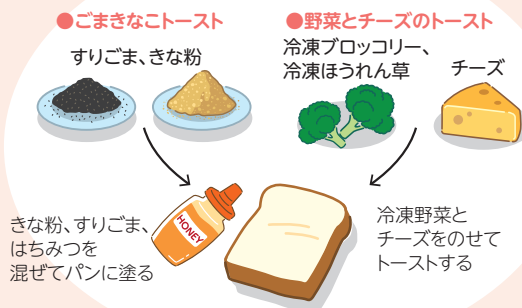 ●ごまきなこトースト
すりごま、きな粉
●野菜とチーズのトースト
冷凍ブロッコリー、
冷凍ほうれん草
チーズ
HONEY
きな粉、すりごま、
はちみつを
混ぜてパンに塗る
冷凍野菜と
チーズをのせて
トーストする